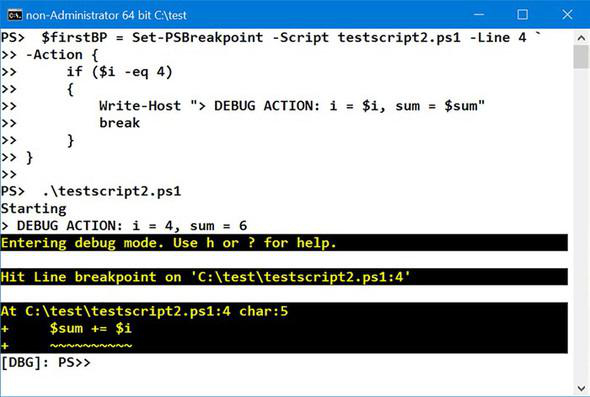 non-Administrator 64 bit C:\test
PS>  $firstBP = Set-PSBreakpoint -Script testscript2.ps1 -Line 4 `
>> -Action {
>>      if ($i -eq 4)
>>      {
>>          Write-Host "> DEBUG ACTION: i = $i, sum = $sum"
>>          break
>>      }
>> }
>>
PS>  .\testscript2.ps1
Starting
> DEBUG ACTION: i = 4, sum = 6
Entering debug mode. Use h or ? for help.
Hit Line breakpoint on 'C:\test\testscript2.ps1:4'
At C:\test\testscript2.ps1:4 char:5
+     $sum += $i
+     ~~~~~~~~~~
[DBG]: PS>>